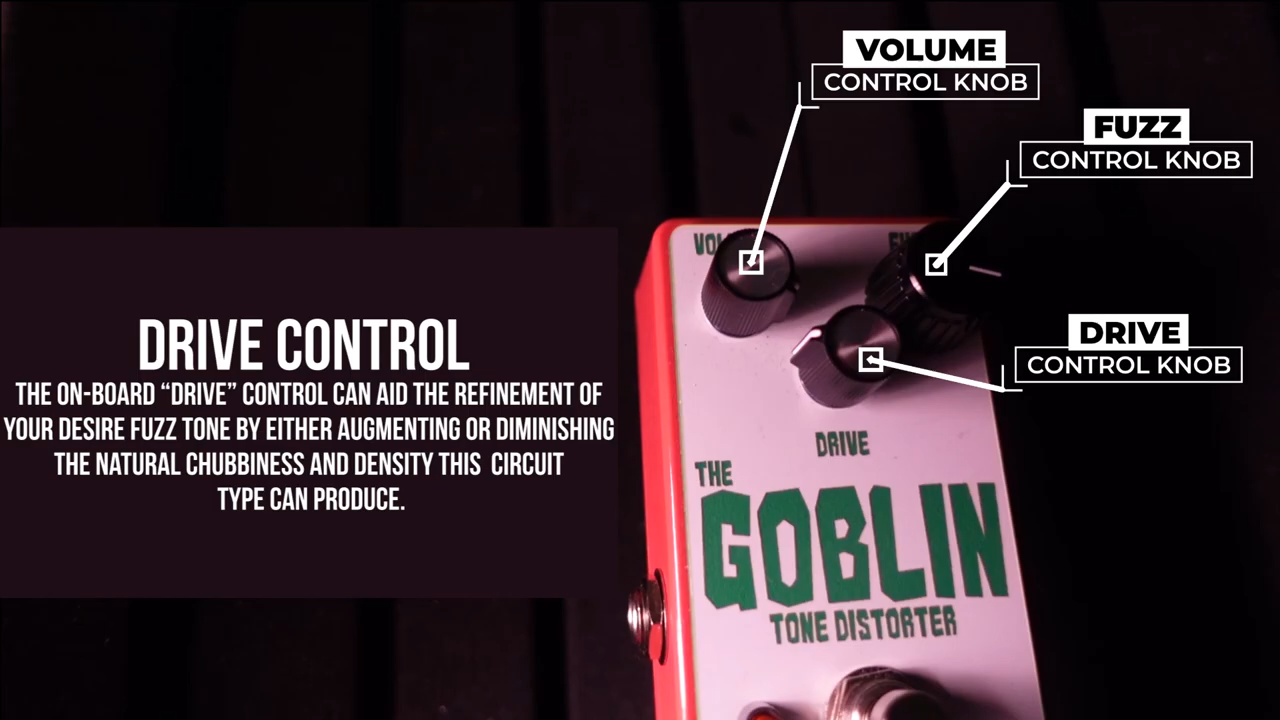 VOLUME
CONTROL KNOB
FUZZ
CONTROL KNOB
DRIVE
CONTROL KNOB
DRIVE CONTROL
THE ON-BOARD “DRIVE” CONTROL CAN AID THE REFINEMENT OF
YOUR DESIRE FUZZ TONE BY EITHER AUGMENTING OR DIMINISHING
THE NATURAL CHUBBINESS AND DENSITY THIS CIRCUIT
TYPE CAN PRODUCE.
DRIVE
THE
GOBLIN
TONE DISTORTER